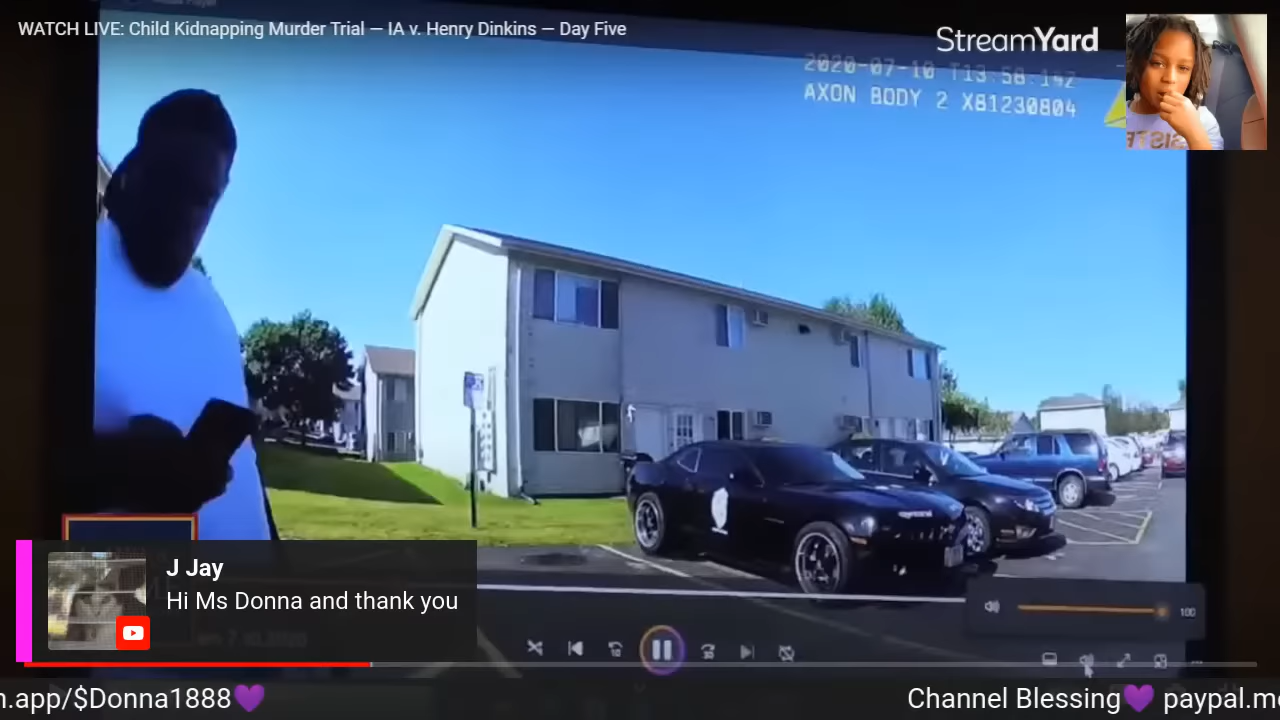 WATCH LIVE: Child Kidnapping Murder Trial — IA v. Henry Dinkins — Day Five
StreamYard
2020-07-10 T13:58:19Z
AXON BODY 2 X81230804
J Jay
Hi Ms Donna and thank you
100
n.app/$Donna1888💜
Channel Blessing💜 paypal.me